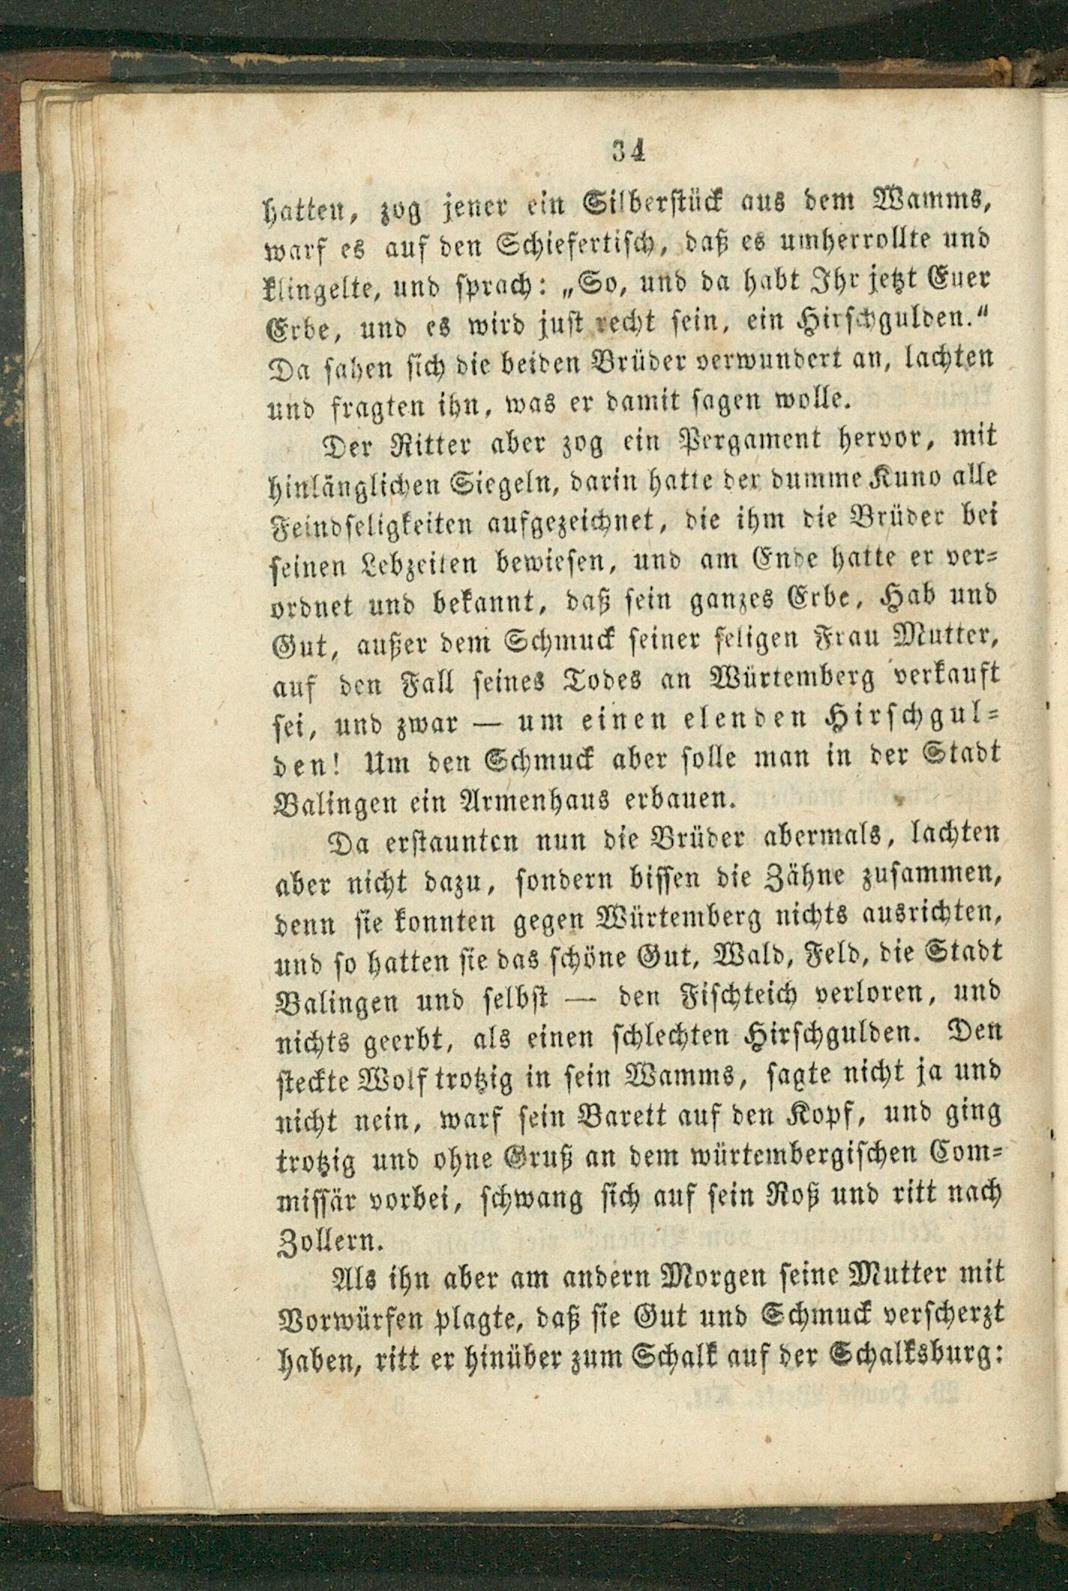 34
hatten, zog jener ein Silberstück aus dem Wamms,
warf es auf den Schiefertisch, daß es umherrollte und
klingelte, und sprach: „So, und da habt Ihr jetzt Euer
Erbe, und es wird just recht sein, ein Hirschgulden.“
Da sahen sich die beiden Brüder verwundert an, lachten
und fragten ihn, was er damit sagen wolle.
Der Ritter aber zog ein Pergament hervor, mit
hinlänglichen Siegeln, darin hatte der dumme Kuno alle
Feindseligkeiten aufgezeichnet, die ihm die Brüder bei
seinen Lebzeiten bewiesen, und am Ende hatte er ver-
ordnet und bekannt, daß sein ganzes Erbe, Hab und
Gut, außer dem Schmuck seiner seligen Frau Mutter,
auf den Fall seines Todes an Würtemberg verkauft
sei, und zwar — um einen elenden Hirschgul-
den! Um den Schmuck aber solle man in der Stadt
Balingen ein Armenhaus erbauen.
Da erstaunten nun die Brüder abermals, lachten
aber nicht dazu, sondern bissen die Zähne zusammen,
denn sie konnten gegen Würtemberg nichts ausrichten,
und so hatten sie das schöne Gut, Wald, Feld, die Stadt
Balingen und selbst — den Fischteich verloren, und
nichts geerbt, als einen schlechten Hirschgulden. Den
steckte Wolf trotzig in sein Wamms, sagte nicht ja und
nicht nein, warf sein Barett auf den Kopf, und ging
trotzig und ohne Gruß an dem würtembergischen Com-
missär vorbei, schwang sich auf sein Roß und ritt nach
Zollern.
Als ihn aber am andern Morgen seine Mutter mit
Vorwürfen plagte, daß sie Gut und Schmuck verscherzt
haben, ritt er hinüber zum Schalk auf der Schalksburg: